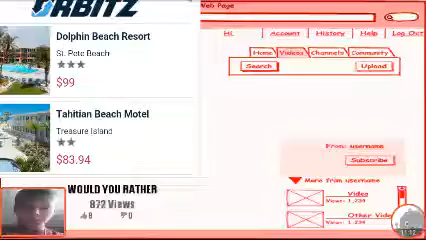 ORBITZ
Web Page
Hi,
Account
History
Help
Log Out
Home
Videos
Channels
Community
Search
Upload
Dolphin Beach Resort
St. Pete Beach
$99
Tahitian Beach Motel
Treasure Island
$83.94
From: username
Subscribe
More from username
Video
Views: 1,234
Other Video
Views: 1,234
WOULD YOU RATHER
872 Views
8
0
11:12